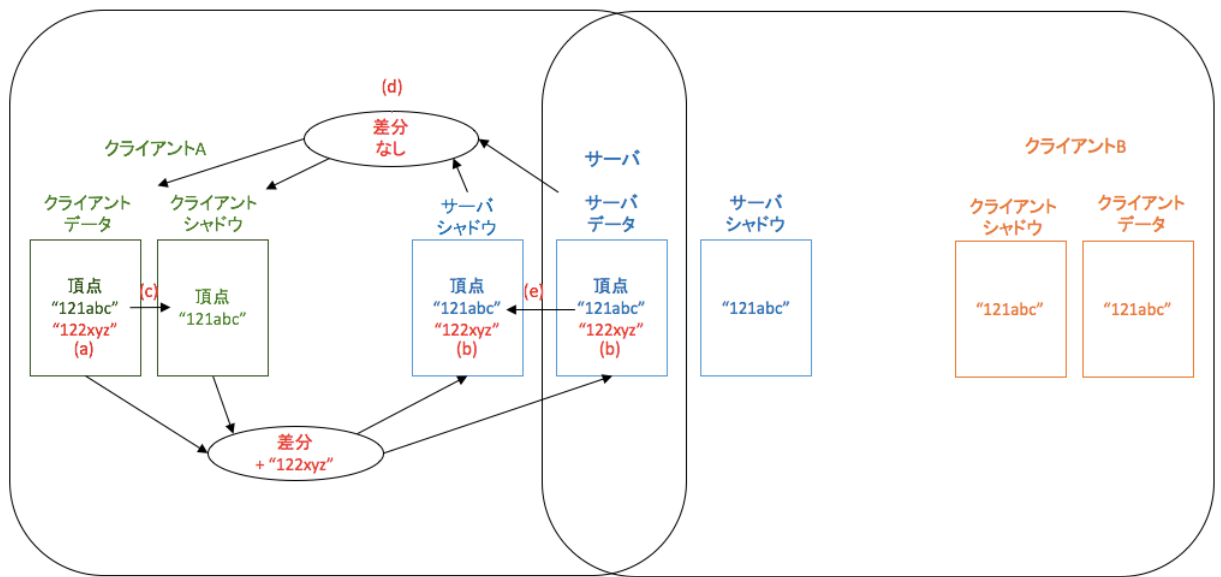 (d)
差分
なし
クライアントA
サーバ
クライアントB
クライアント
データ
クライアント
シャドウ
サーバ
シャドウ
サーバ
データ
サーバ
シャドウ
クライアント
シャドウ
クライアント
データ
頂点
“121abc”
“122xyz”
(a)
(c)
頂点
“121abc”
頂点
“121abc”
“122xyz”
(b)
(e)
頂点
“121abc”
“122xyz”
(b)
“121abc”
“121abc”
“121abc”
差分
+ “122xyz”